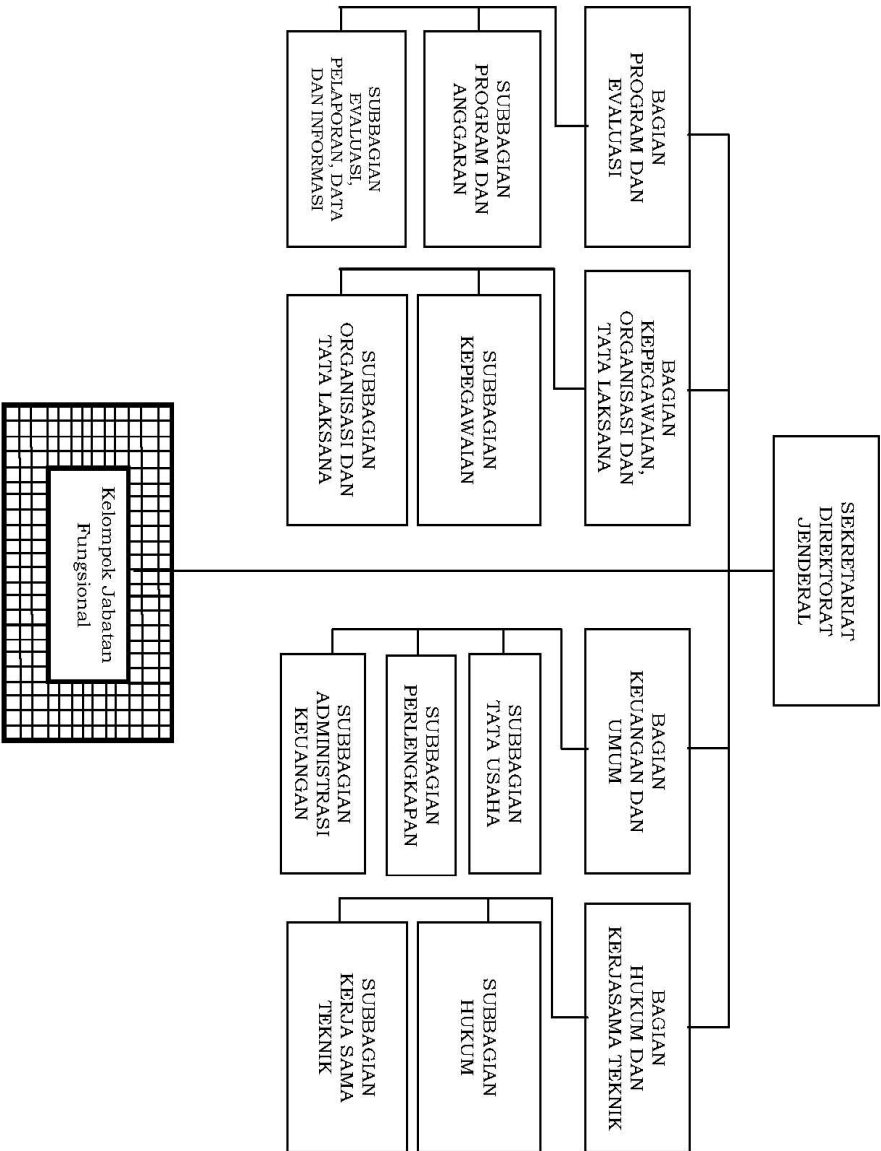 SEKRETARIAT
DIREKTORAT
JENDERAL
BAGIAN
PROGRAM DAN
EVALUASI
SUBBAGIAN
PROGRAM DAN
ANGGARAN
SUBBAGIAN
EVALUASI,
PELAPORAN, DATA
DAN INFORMASI
BAGIAN
KEPEGAWAIAN,
ORGANISASI DAN
TATA LAKSANA
SUBBAGIAN
KEPEGAWAIAN
SUBBAGIAN
ORGANISASI DAN
TATA LAKSANA
BAGIAN
KEUANGAN DAN
UMUM
SUBBAGIAN
TATA USAHA
SUBBAGIAN
PERLENGKAPAN
SUBBAGIAN
ADMINISTRASI
KEUANGAN
BAGIAN
HUKUM DAN
KERJASAMA TEKNIK
SUBBAGIAN
HUKUM
SUBBAGIAN
KERJA SAMA
TEKNIK
Kelompok Jabatan
Fungsional